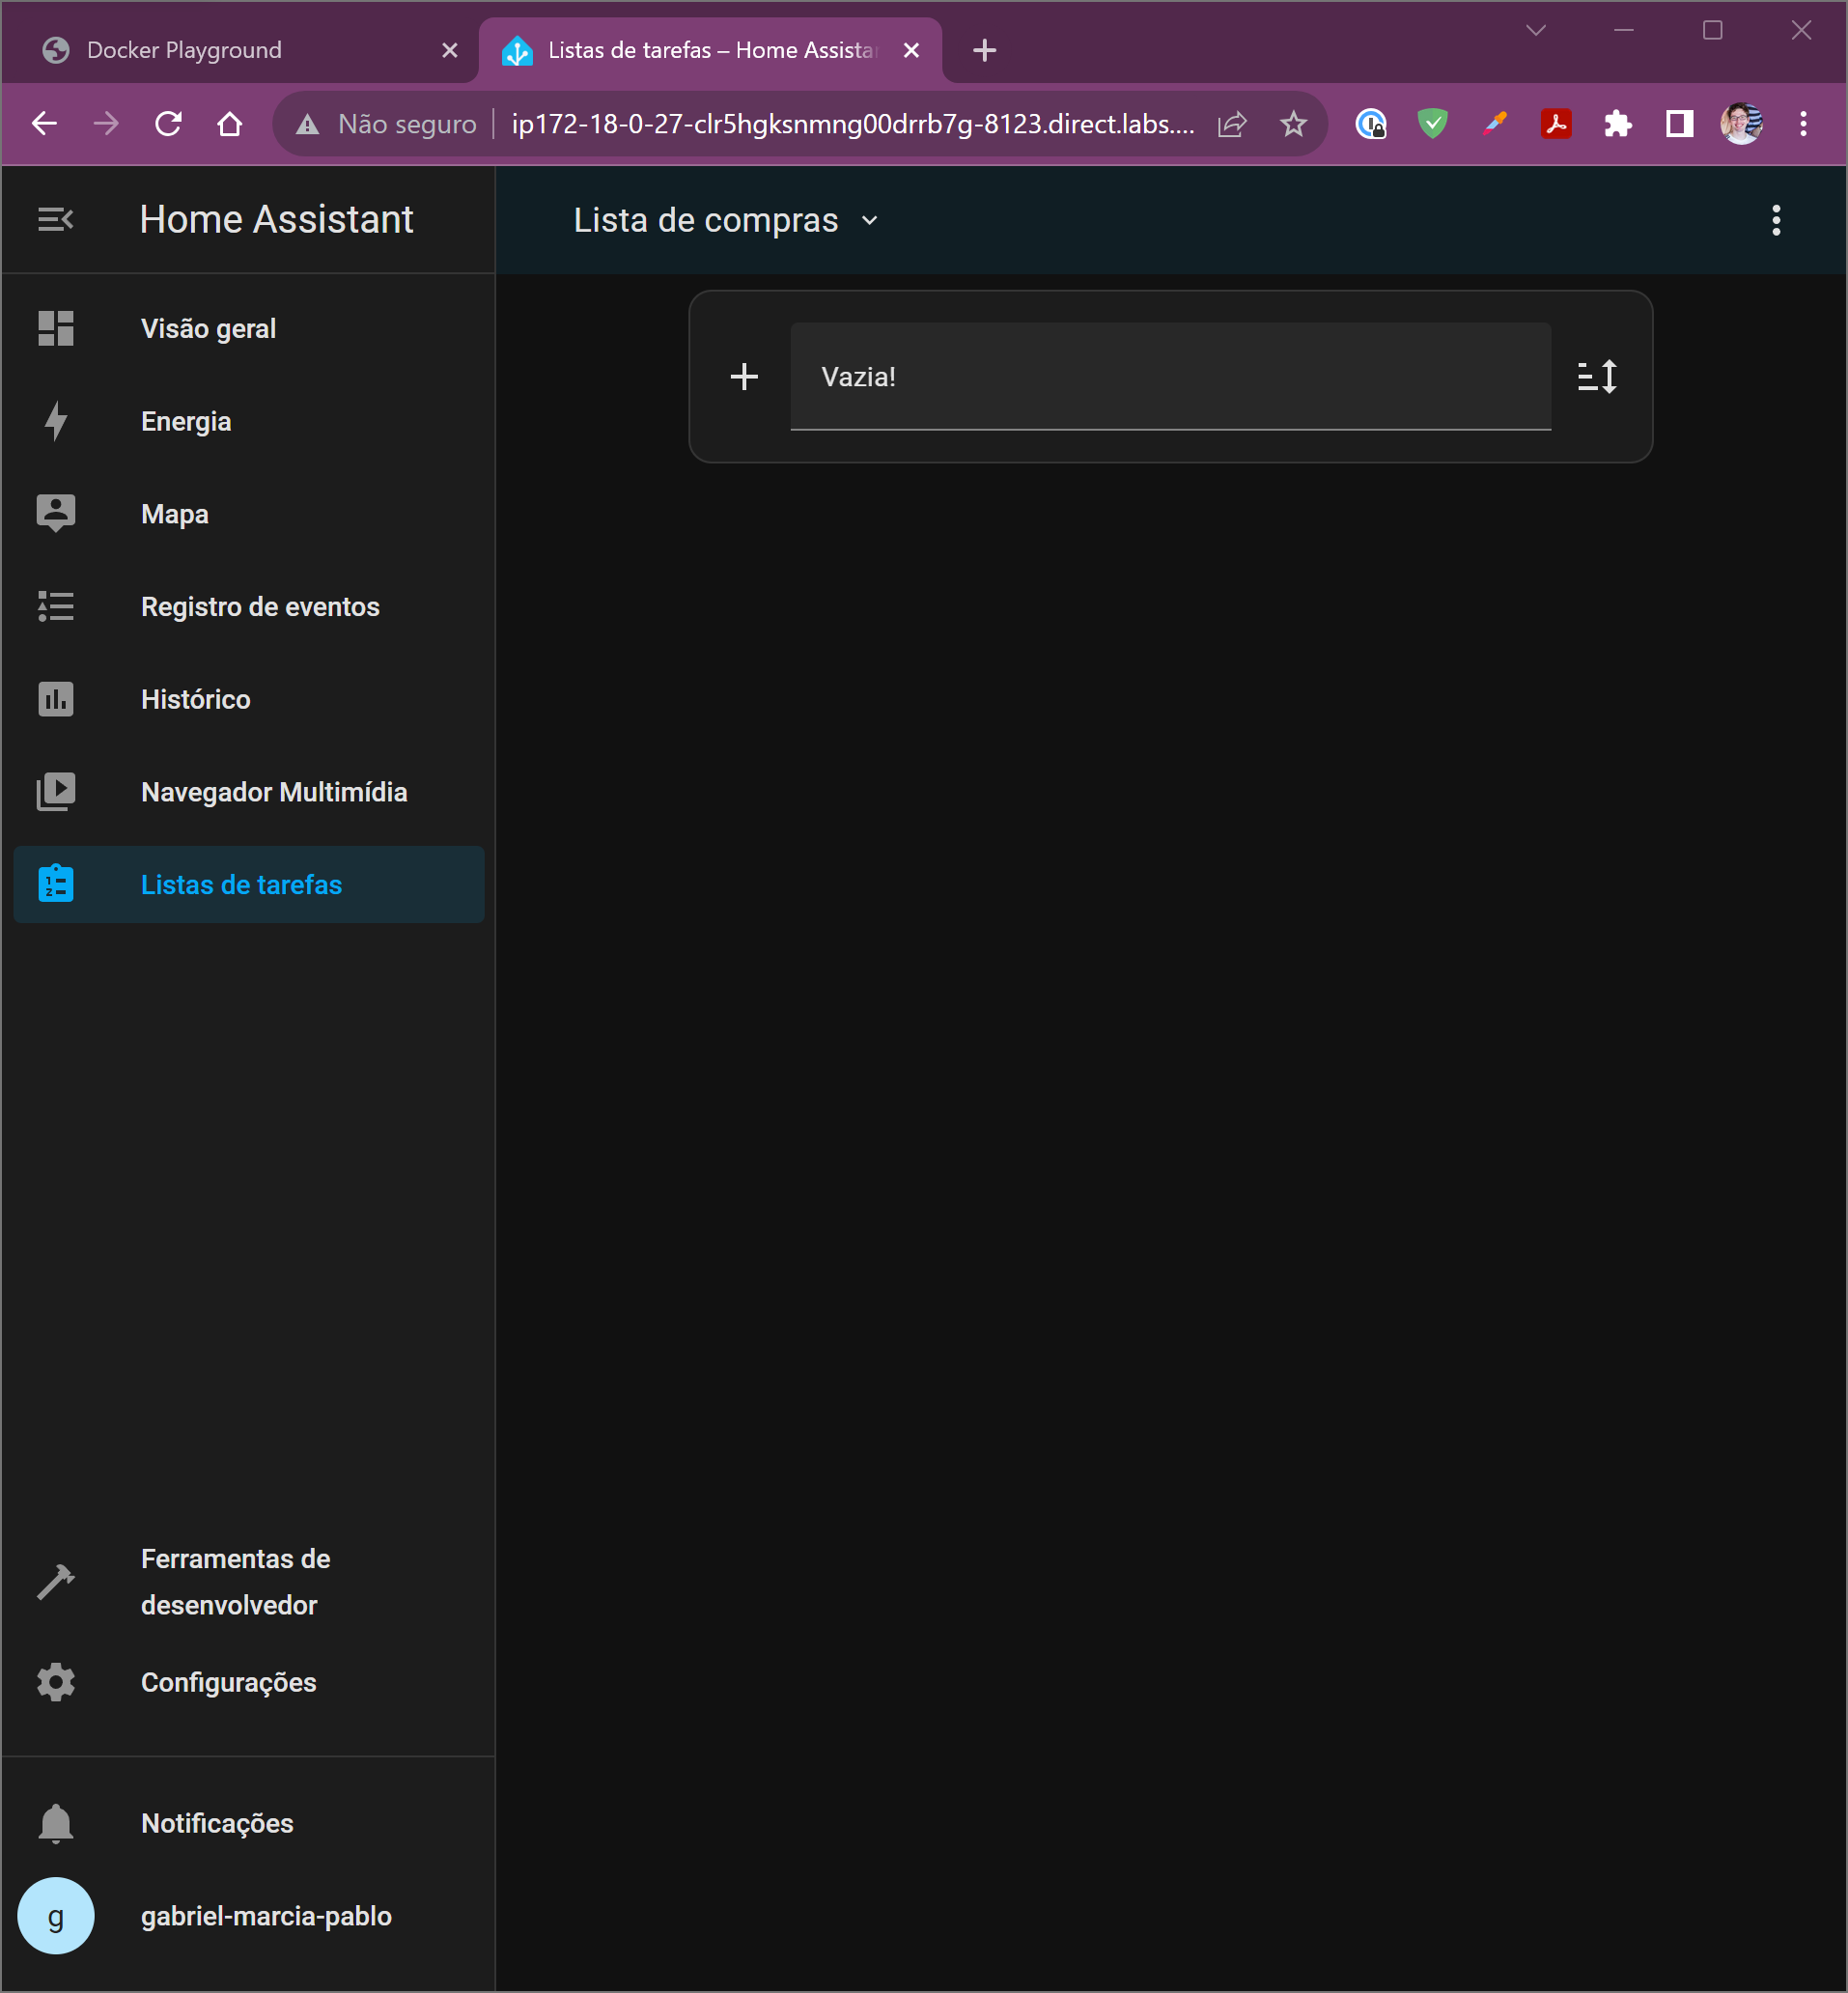 Docker Playground
Listas de tarefas – Home Assista
Não seguro
ip172-18-0-27-clr5hgksnmng00drrb7g-8123.direct.labs....
Home Assistant
Lista de compras
Visão geral
Vazia!
Energia
Mapa
Registro de eventos
Histórico
Navegador Multimídia
Listas de tarefas
Ferramentas de
desenvolvedor
Configurações
Notificações
g
gabriel-marcia-pablo